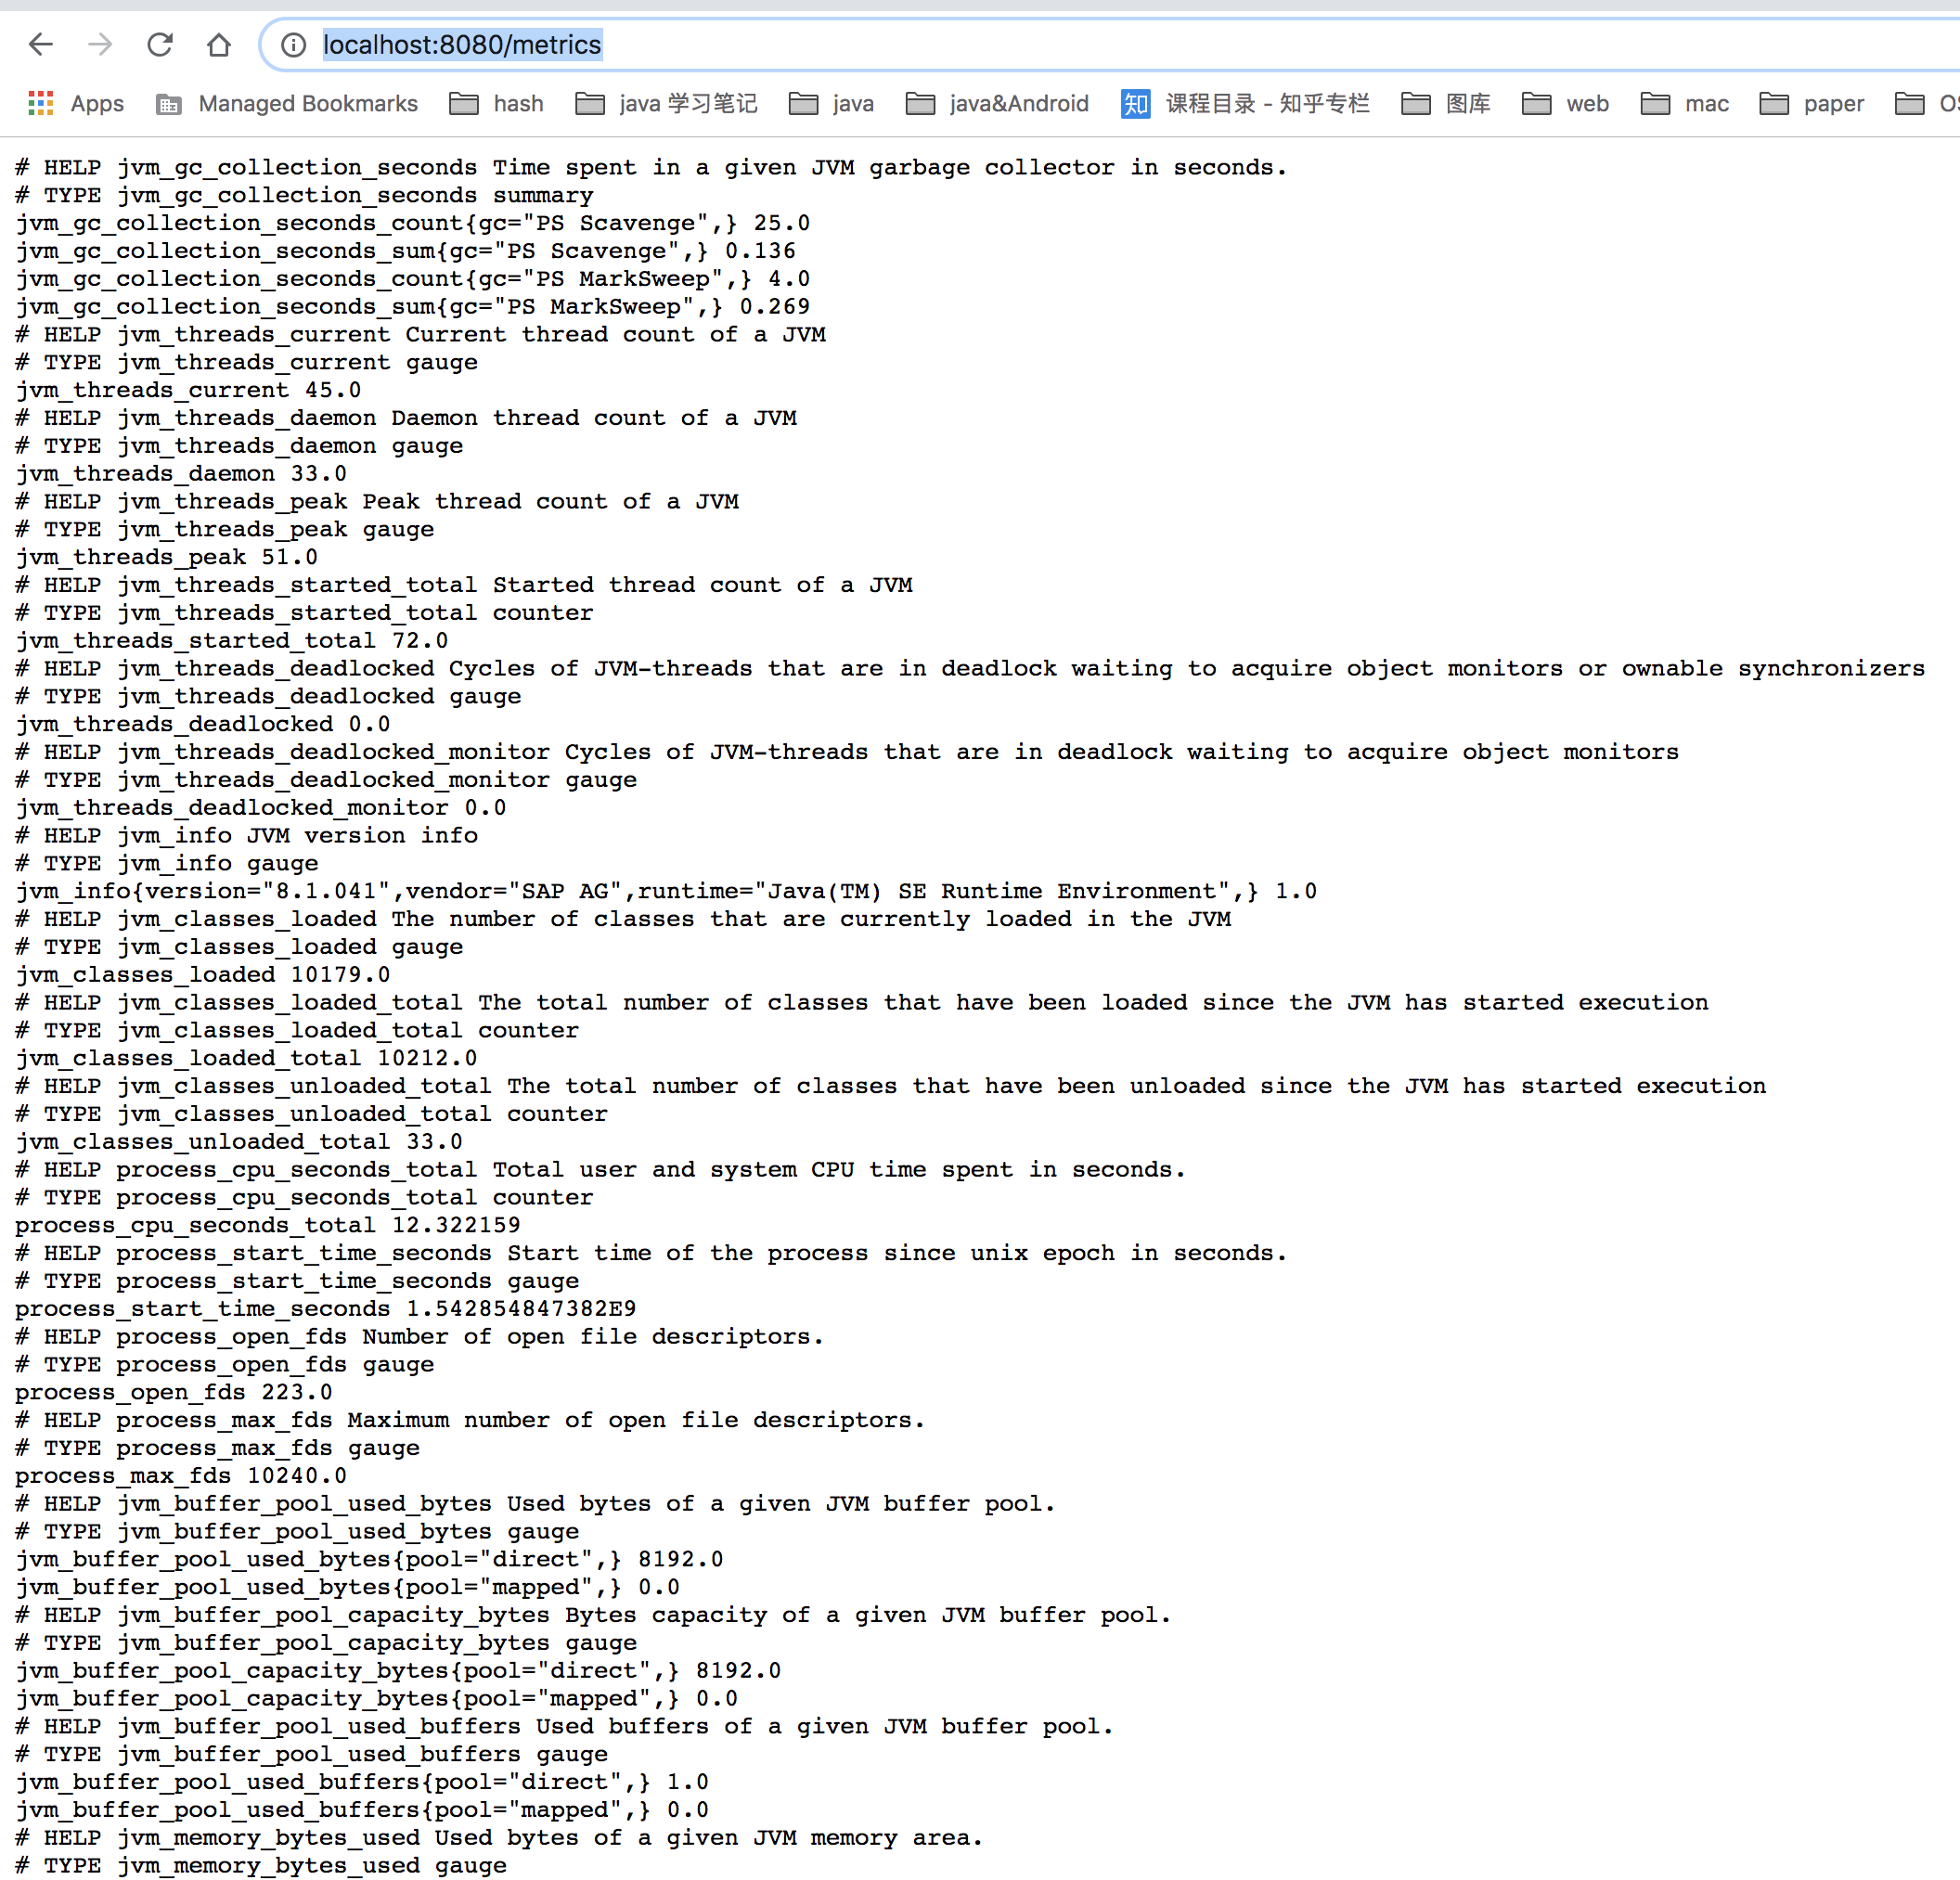 localhost:8080/metrics
Apps Managed Bookmarks hash java 学习笔记 java java&Android 知 课程目录 - 知乎专栏 图库 web mac paper
# HELP jvm_gc_collection_seconds Time spent in a given JVM garbage collector in seconds.
# TYPE jvm_gc_collection_seconds summary
jvm_gc_collection_seconds_count{gc="PS Scavenge",} 25.0
jvm_gc_collection_seconds_sum{gc="PS Scavenge",} 0.136
jvm_gc_collection_seconds_count{gc="PS MarkSweep",} 4.0
jvm_gc_collection_seconds_sum{gc="PS MarkSweep",} 0.269
# HELP jvm_threads_current Current thread count of a JVM
# TYPE jvm_threads_current gauge
jvm_threads_current 45.0
# HELP jvm_threads_daemon Daemon thread count of a JVM
# TYPE jvm_threads_daemon gauge
jvm_threads_daemon 33.0
# HELP jvm_threads_peak Peak thread count of a JVM
# TYPE jvm_threads_peak gauge
jvm_threads_peak 51.0
# HELP jvm_threads_started_total Started thread count of a JVM
# TYPE jvm_threads_started_total counter
jvm_threads_started_total 72.0
# HELP jvm_threads_deadlocked Cycles of JVM-threads that are in deadlock waiting to acquire object monitors or ownable synchronizers
# TYPE jvm_threads_deadlocked gauge
jvm_threads_deadlocked 0.0
# HELP jvm_threads_deadlocked_monitor Cycles of JVM-threads that are in deadlock waiting to acquire object monitors
# TYPE jvm_threads_deadlocked_monitor gauge
jvm_threads_deadlocked_monitor 0.0
# HELP jvm_info JVM version info
# TYPE jvm_info gauge
jvm_info{version="8.1.041",vendor="SAP AG",runtime="Java(TM) SE Runtime Environment",} 1.0
# HELP jvm_classes_loaded The number of classes that are currently loaded in the JVM
# TYPE jvm_classes_loaded gauge
jvm_classes_loaded 10179.0
# HELP jvm_classes_loaded_total The total number of classes that have been loaded since the JVM has started execution
# TYPE jvm_classes_loaded_total counter
jvm_classes_loaded_total 10212.0
# HELP jvm_classes_unloaded_total The total number of classes that have been unloaded since the JVM has started execution
# TYPE jvm_classes_unloaded_total counter
jvm_classes_unloaded_total 33.0
# HELP process_cpu_seconds_total Total user and system CPU time spent in seconds.
# TYPE process_cpu_seconds_total counter
process_cpu_seconds_total 12.322159
# HELP process_start_time_seconds Start time of the process since unix epoch in seconds.
# TYPE process_start_time_seconds gauge
process_start_time_seconds 1.542854847382E9
# HELP process_open_fds Number of open file descriptors.
# TYPE process_open_fds gauge
process_open_fds 223.0
# HELP process_max_fds Maximum number of open file descriptors.
# TYPE process_max_fds gauge
process_max_fds 10240.0
# HELP jvm_buffer_pool_used_bytes Used bytes of a given JVM buffer pool.
# TYPE jvm_buffer_pool_used_bytes gauge
jvm_buffer_pool_used_bytes{pool="direct",} 8192.0
jvm_buffer_pool_used_bytes{pool="mapped",} 0.0
# HELP jvm_buffer_pool_capacity_bytes Bytes capacity of a given JVM buffer pool.
# TYPE jvm_buffer_pool_capacity_bytes gauge
jvm_buffer_pool_capacity_bytes{pool="direct",} 8192.0
jvm_buffer_pool_capacity_bytes{pool="mapped",} 0.0
# HELP jvm_buffer_pool_used_buffers Used buffers of a given JVM buffer pool.
# TYPE jvm_buffer_pool_used_buffers gauge
jvm_buffer_pool_used_buffers{pool="direct",} 1.0
jvm_buffer_pool_used_buffers{pool="mapped",} 0.0
# HELP jvm_memory_bytes_used Used bytes of a given JVM memory area.
# TYPE jvm_memory_bytes_used gauge